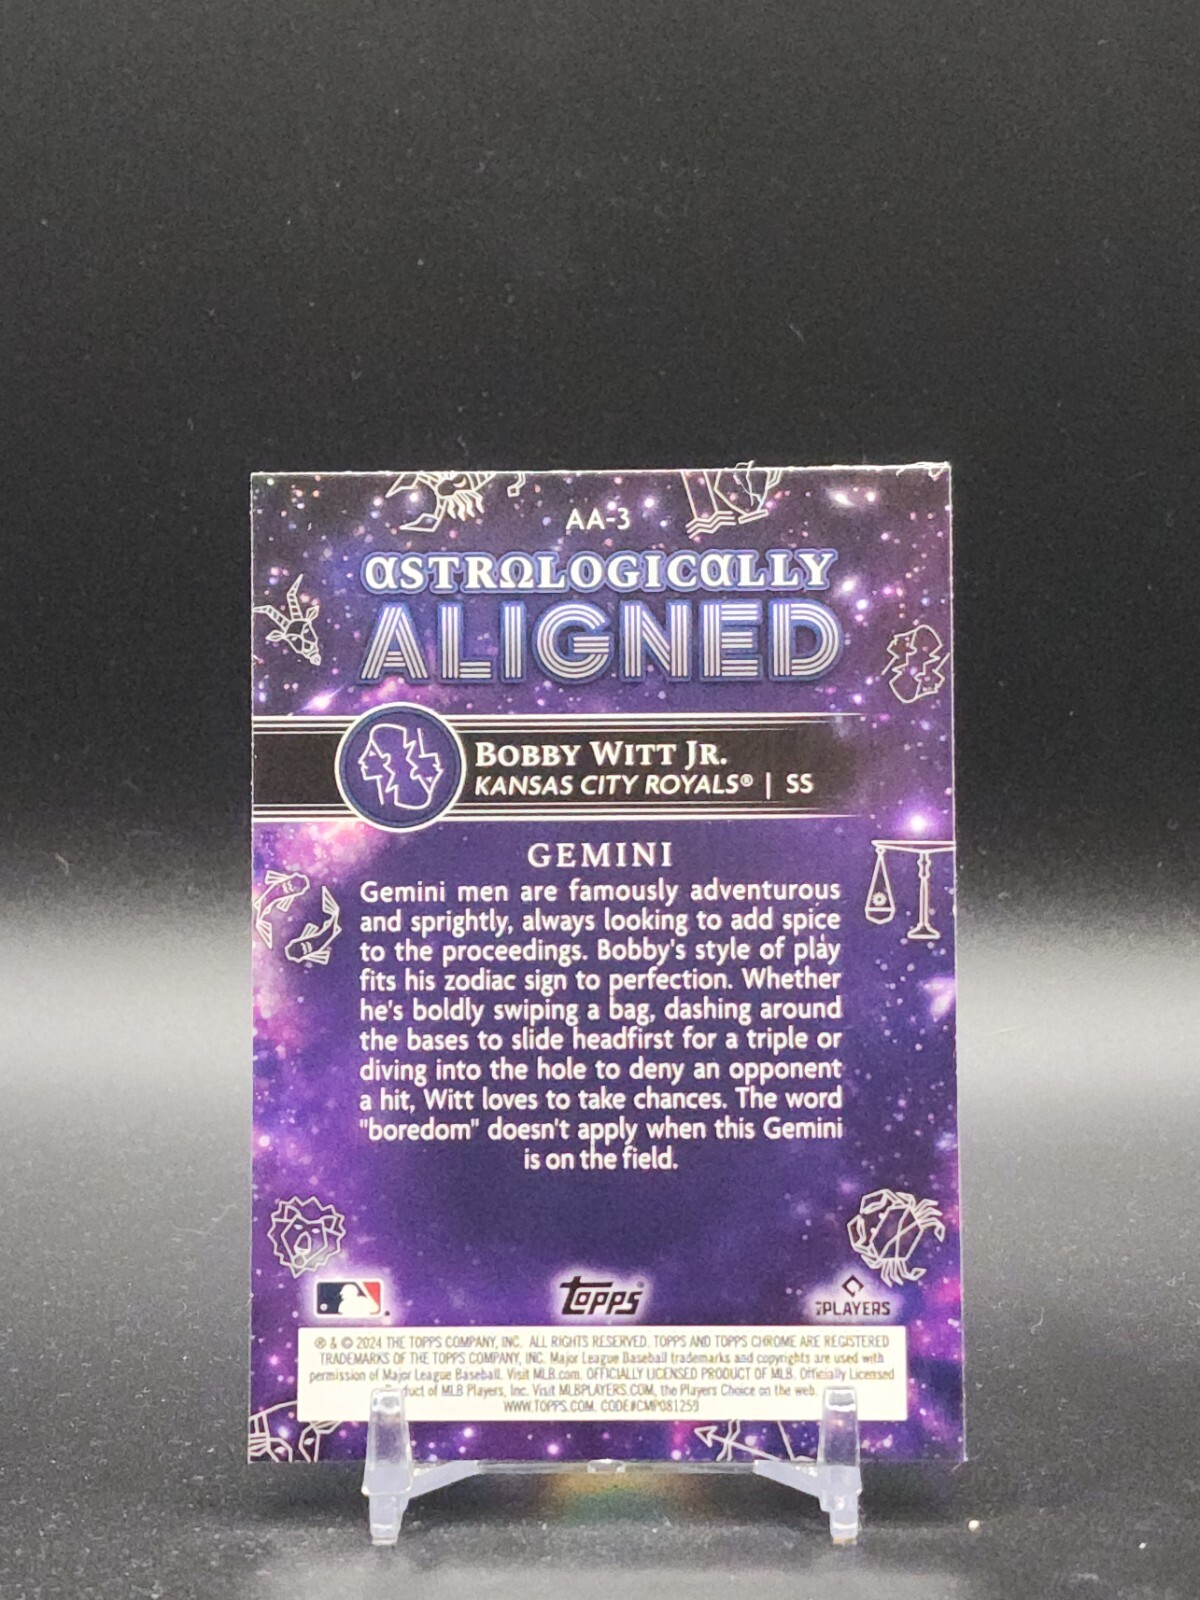 AA-3
αSTRΩLOGICαLLY
ALIGNED
BOBBY WITT JR.
KANSAS CITY ROYALS® | SS
GEMINI
Gemini men are famously adventurous
and sprightly, always looking to add spice
to the proceedings. Bobby's style of play
fits his zodiac sign to perfection. Whether
he's boldly swiping a bag, dashing around
the bases to slide headfirst for a triple or
diving into the hole to deny an opponent
a hit, Witt loves to take chances. The word
"boredom" doesn't apply when this Gemini
is on the field.
topps
PLAYERS
® & © 2024 THE TOPPS COMPANY, INC. ALL RIGHTS RESERVED. TOPPS AND TOPPS CHROME ARE REGISTERED
TRADEMARKS OF THE TOPPS COMPANY, INC. Major League Baseball trademarks and copyrights are used with
permission of Major League Baseball. Visit MLB.com. OFFICIALLY LICENSED PRODUCT OF MLB. Officially Licensed
Product of MLB Players, Inc. Visit MLBPLAYERS.COM, the Players Choice on the web.
WWW.TOPPS.COM. CODE#CMP081259